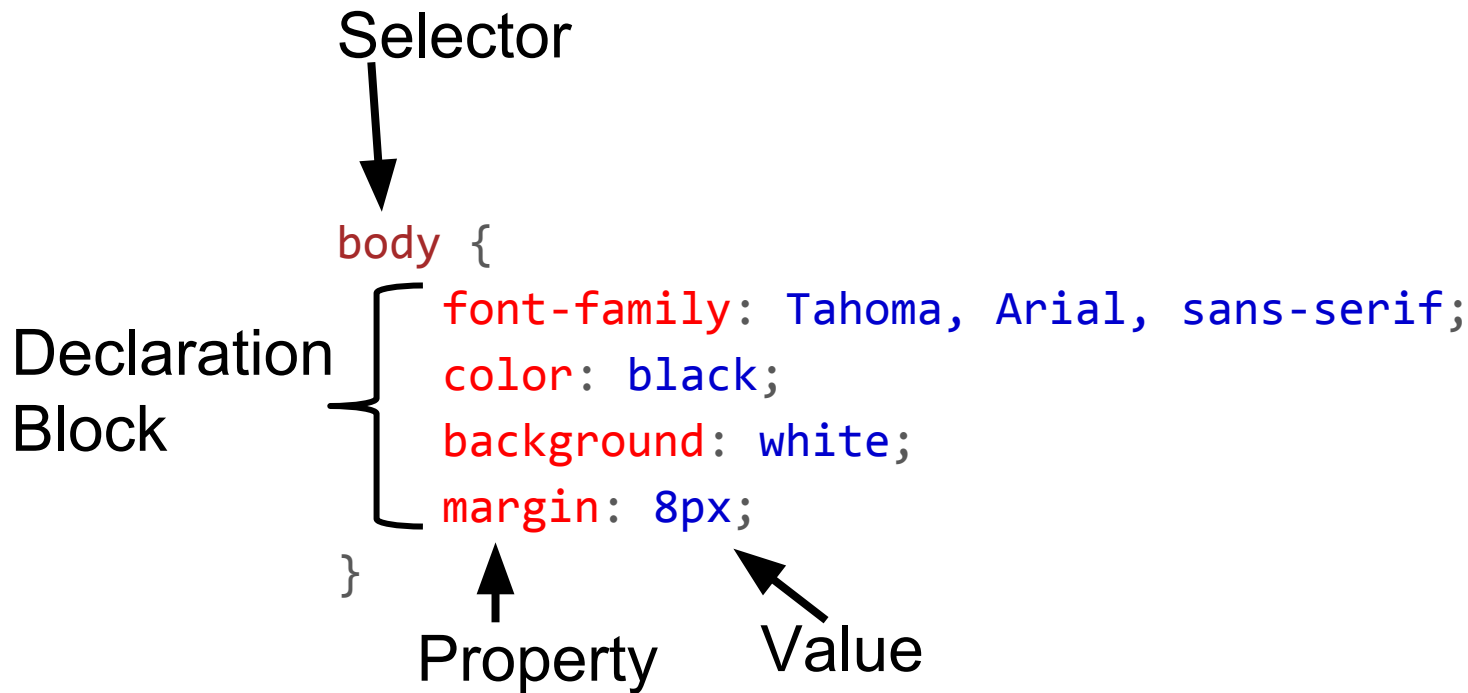 Selector
body {
font-family: Tahoma, Arial, sans-serif;
Declaration
color: black;
Block
background: white;
margin: 8px;
}
Property
Value